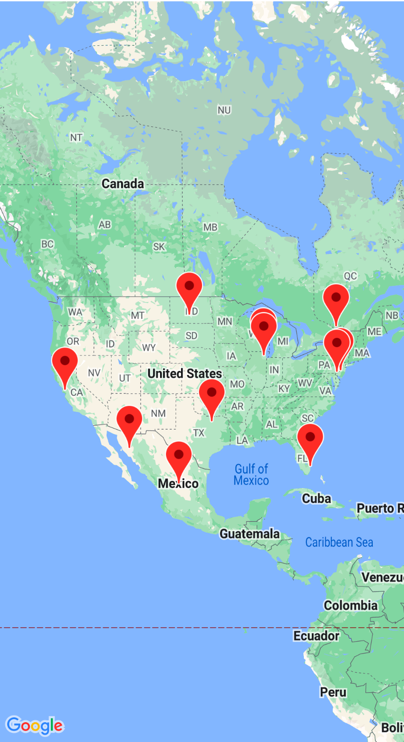 NU
NT
Canada
AB
MB
BC
SK
QC
ND
NB
WA
MT
MN
ME
OR
ID
SD
WY
MI
MA
IA
PA
NV
UT
United States
IN
CA
MO
KY
WV
VA
NM
AR
TX
AL
SC
LA
FL
Gulf of
Mexico
Mexico
Cuba
Puerto R
Guatemala
Caribbean Sea
Venezu
Colombia
Ecuador
Peru
Google
Boli